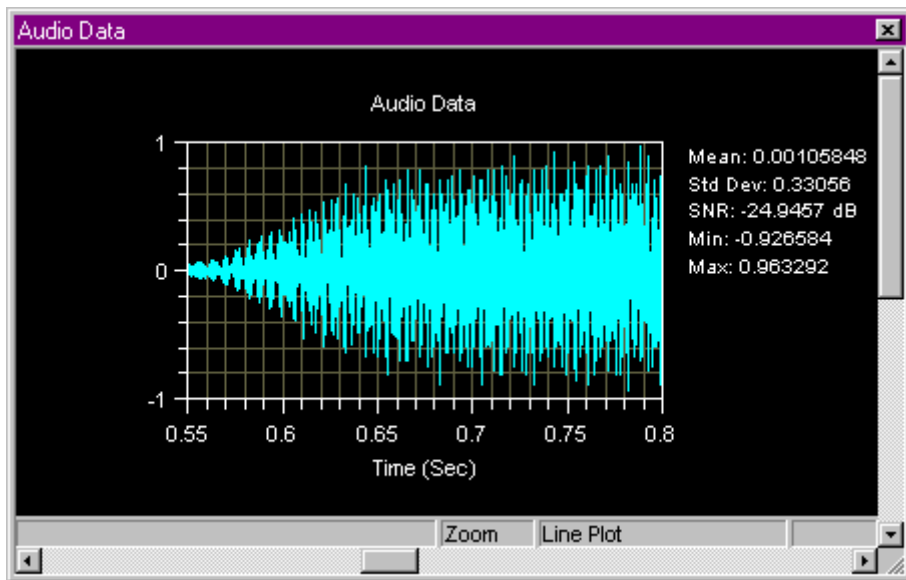 Audio Data
Audio Data
1
0
-1
0.55 0.6 0.65 0.7 0.75 0.8
Time (Sec)
Mean: 0.00105848
Std Dev: 0.33056
SNR: -24.9457 dB
Min: -0.926584
Max: 0.963292
Zoom
Line Plot